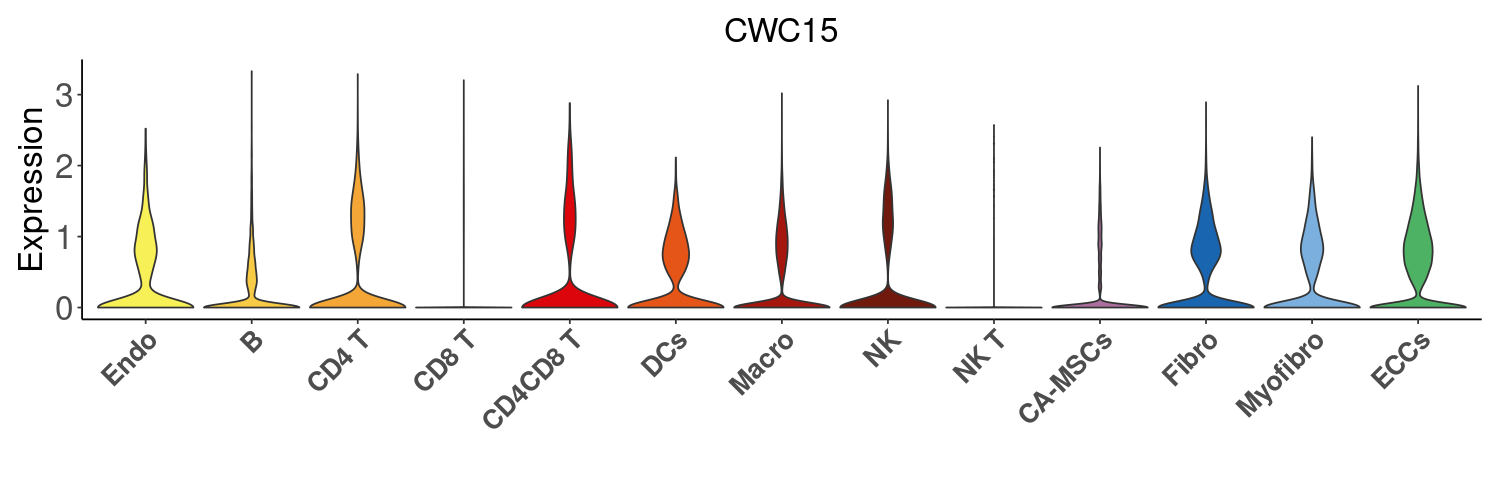 CWC15
Expression
3
2
1
0
Endo
B
CD4 T
CD8 T
CD4CD8 T
DCs
Macro
NK
NK T
CA-MSCs
Fibro
Myofibro
ECCs